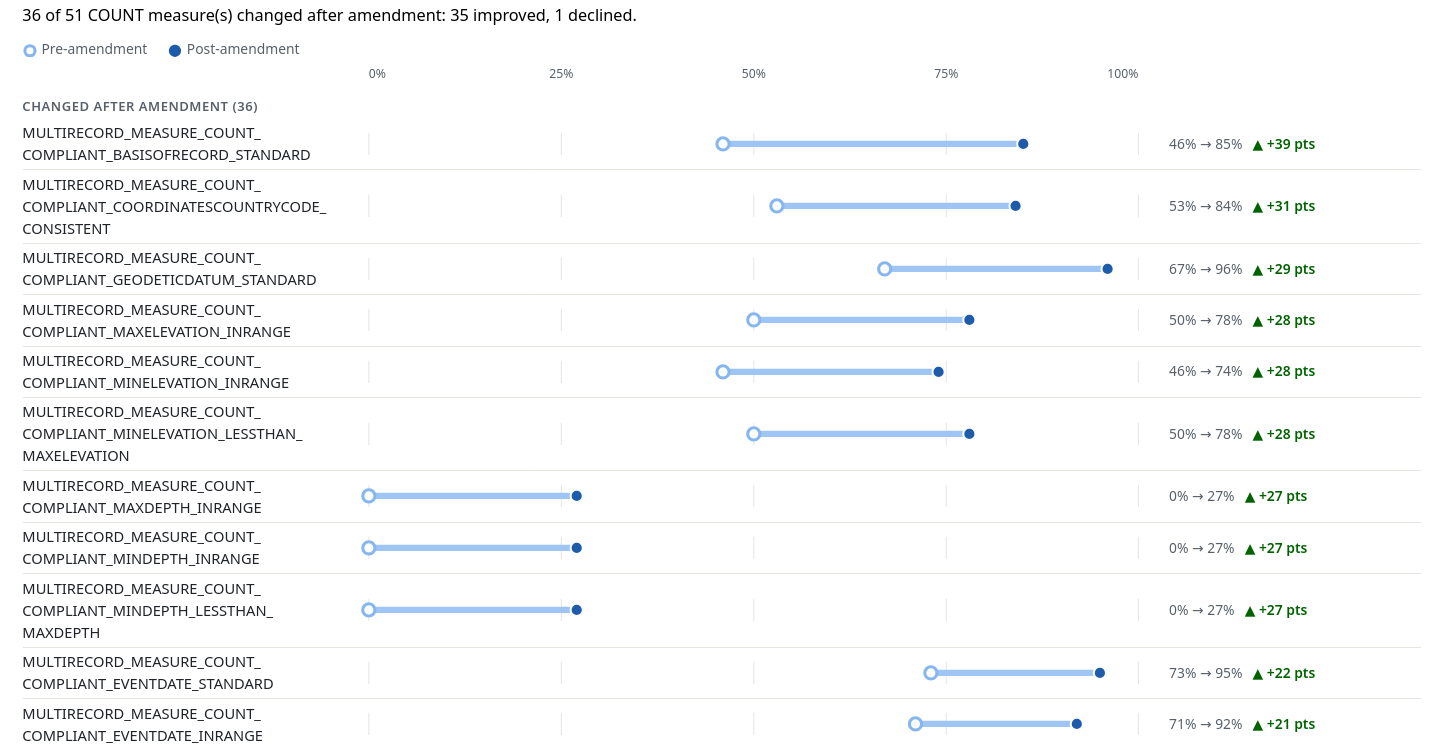 36 of 51 COUNT measure(s) changed after amendment: 35 improved, 1 declined.
Pre-amendment Post-amendment
0% 25% 50% 75% 100%
CHANGED AFTER AMENDMENT (36)
MULTIRECORD_MEASURE_COUNT_
COMPLIANT_BASISOFRECORD_STANDARD
46% → 85% ▲ +39 pts
MULTIRECORD_MEASURE_COUNT_
COMPLIANT_COORDINATESCOUNTRYCODE_
CONSISTENT
53% → 84% ▲ +31 pts
MULTIRECORD_MEASURE_COUNT_
COMPLIANT_GEODETICDATUM_STANDARD
67% → 96% ▲ +29 pts
MULTIRECORD_MEASURE_COUNT_
COMPLIANT_MAXELEVATION_INRANGE
50% → 78% ▲ +28 pts
MULTIRECORD_MEASURE_COUNT_
COMPLIANT_MINELEVATION_INRANGE
46% → 74% ▲ +28 pts
MULTIRECORD_MEASURE_COUNT_
COMPLIANT_MINELEVATION_LESSTHAN_
MAXELEVATION
50% → 78% ▲ +28 pts
MULTIRECORD_MEASURE_COUNT_
COMPLIANT_MAXDEPTH_INRANGE
0% → 27% ▲ +27 pts
MULTIRECORD_MEASURE_COUNT_
COMPLIANT_MINDEPTH_INRANGE
0% → 27% ▲ +27 pts
MULTIRECORD_MEASURE_COUNT_
COMPLIANT_MINDEPTH_LESSTHAN_
MAXDEPTH
0% → 27% ▲ +27 pts
MULTIRECORD_MEASURE_COUNT_
COMPLIANT_EVENTDATE_STANDARD
73% → 95% ▲ +22 pts
MULTIRECORD_MEASURE_COUNT_
COMPLIANT_EVENTDATE_INRANGE
71% → 92% ▲ +21 pts